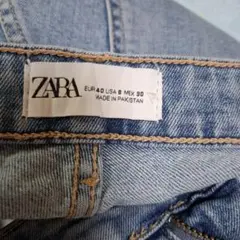 ZARA
EUR 40 USA 8 MEX 30
MADE IN PAKISTAN